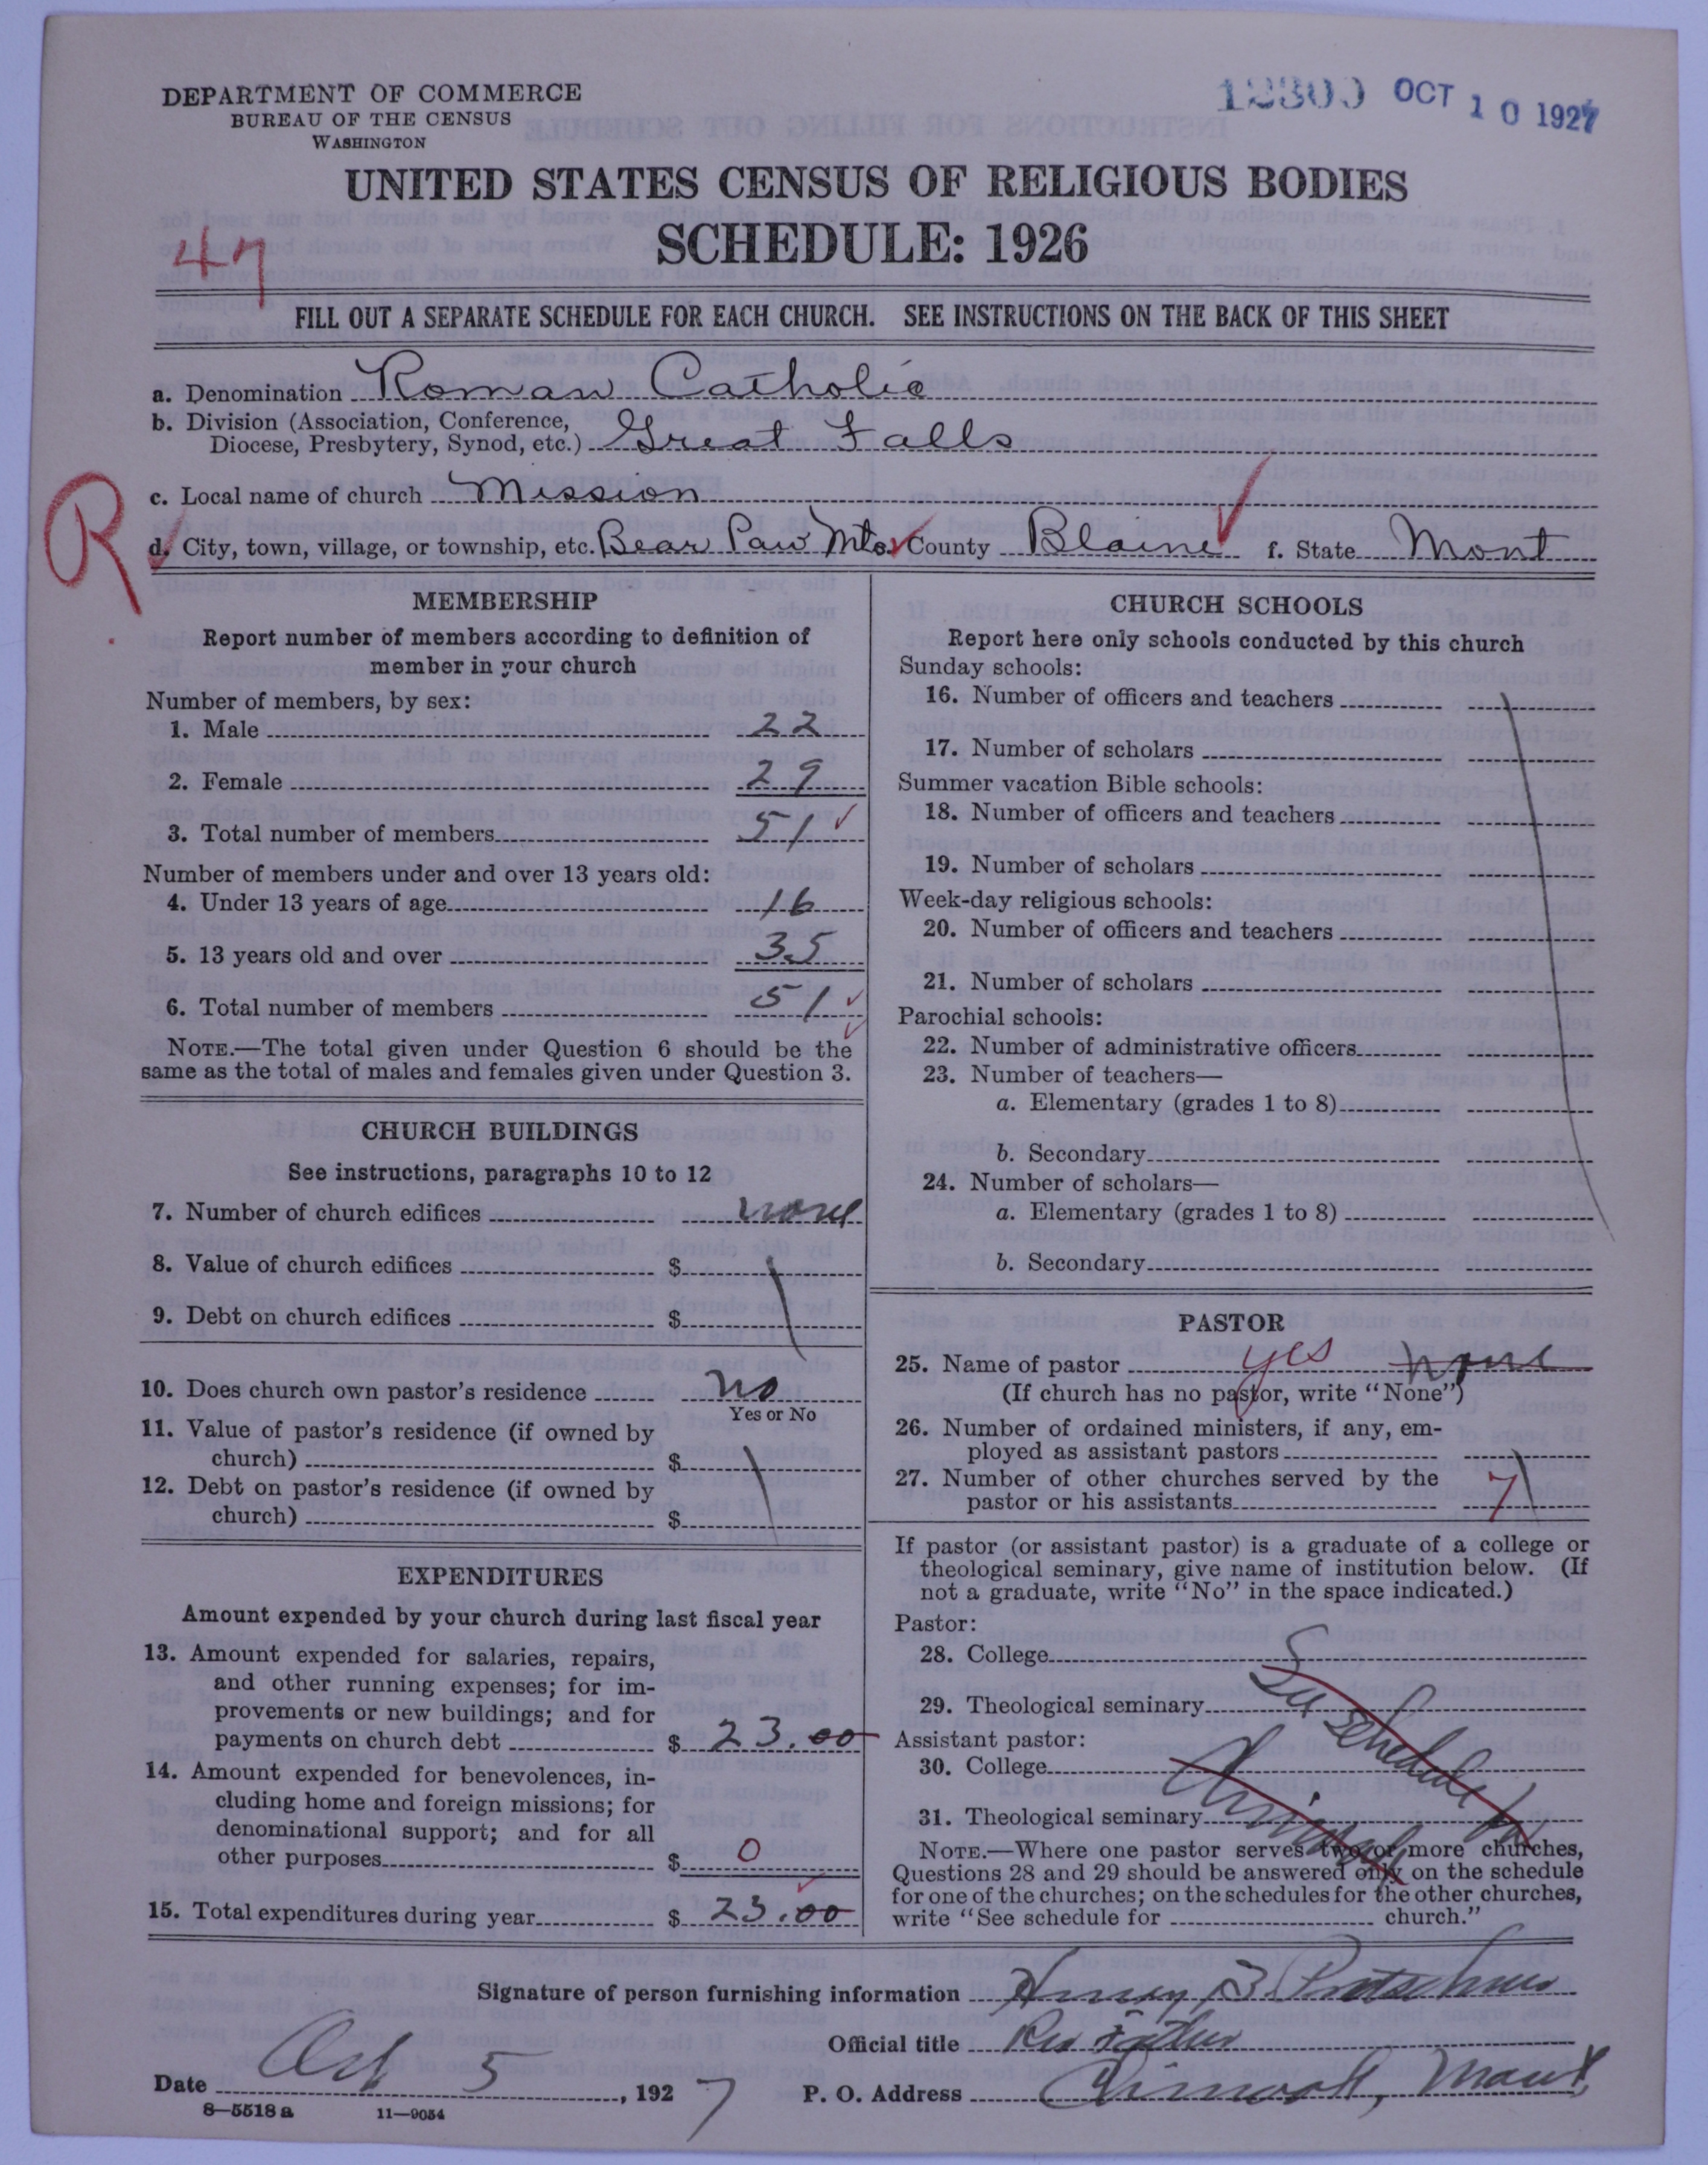 DEPARTMENT OF COMMERCE
BUREAU OF THE CENSUS
WASHINGTON
OCT 10 1927
UNITED STATES CENSUS OF RELIGIOUS BODIES
SCHEDULE: 1926
47
FILL OUT A SEPARATE SCHEDULE FOR EACH CHURCH. SEE INSTRUCTIONS ON THE BACK OF THIS SHEET
a. Denomination Roman Catholic
b. Division (Association, Conference,
Diocese, Presbytery, Synod, etc.) Great Falls
R
c. Local name of church Mission
d. City, town, village, or township, etc. Bear Paw Mts. County Blaine f. State Mont
MEMBERSHIP
Report number of members according to definition of
member in your church
Number of members, by sex:
1. Male 22
2. Female 29
3. Total number of members 51
Number of members under and over 13 years old:
4. Under 13 years of age 16
5. 13 years old and over 35
6. Total number of members 51
NOTE.—The total given under Question 6 should be the
same as the total of males and females given under Question 3.
CHURCH BUILDINGS
See instructions, paragraphs 10 to 12
7. Number of church edifices none
8. Value of church edifices $
9. Debt on church edifices $
10. Does church own pastor's residence no
Yes or No
11. Value of pastor's residence (if owned by
church) $
12. Debt on pastor's residence (if owned by
church) $
EXPENDITURES
Amount expended by your church during last fiscal year
13. Amount expended for salaries, repairs,
and other running expenses; for im-
provements or new buildings; and for
payments on church debt $ 23.00
14. Amount expended for benevolences, in-
cluding home and foreign missions; for
denominational support; and for all
other purposes $ 0
15. Total expenditures during year $ 23.00
CHURCH SCHOOLS
Report here only schools conducted by this church
Sunday schools:
16. Number of officers and teachers
17. Number of scholars
Summer vacation Bible schools:
18. Number of officers and teachers
19. Number of scholars
Week-day religious schools:
20. Number of officers and teachers
21. Number of scholars
Parochial schools:
22. Number of administrative officers
23. Number of teachers—
a. Elementary (grades 1 to 8)
b. Secondary
24. Number of scholars—
a. Elementary (grades 1 to 8)
b. Secondary
PASTOR
25. Name of pastor yes none
(If church has no pastor, write "None")
26. Number of ordained ministers, if any, em-
ployed as assistant pastors
27. Number of other churches served by the
pastor or his assistants 7
If pastor (or assistant pastor) is a graduate of a college or
theological seminary, give name of institution below. (If
not a graduate, write "No" in the space indicated.)
Pastor:
28. College
29. Theological seminary
See schedule for
Assistant pastor:
30. College
Chinook
31. Theological seminary
NOTE.—Where one pastor serves two or more churches,
Questions 28 and 29 should be answered only on the schedule
for one of the churches; on the schedules for the other churches,
write "See schedule for church."
Signature of person furnishing information Henry B.
Official title Rev Father
Date Oct 5, 1927 P. O. Address Chinook, Mont
8—5518 a 11—9054